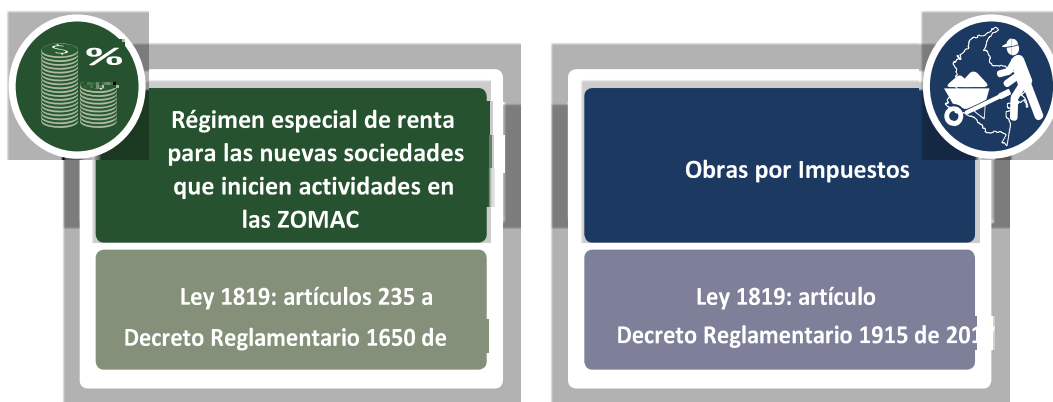 $ %
Régimen especial de renta
para las nuevas sociedades
que inicien actividades en
las ZOMAC
Ley 1819: artículos 235 a
Decreto Reglamentario 1650 de
Obras por Impuestos
Ley 1819: artículo
Decreto Reglamentario 1915 de 2017